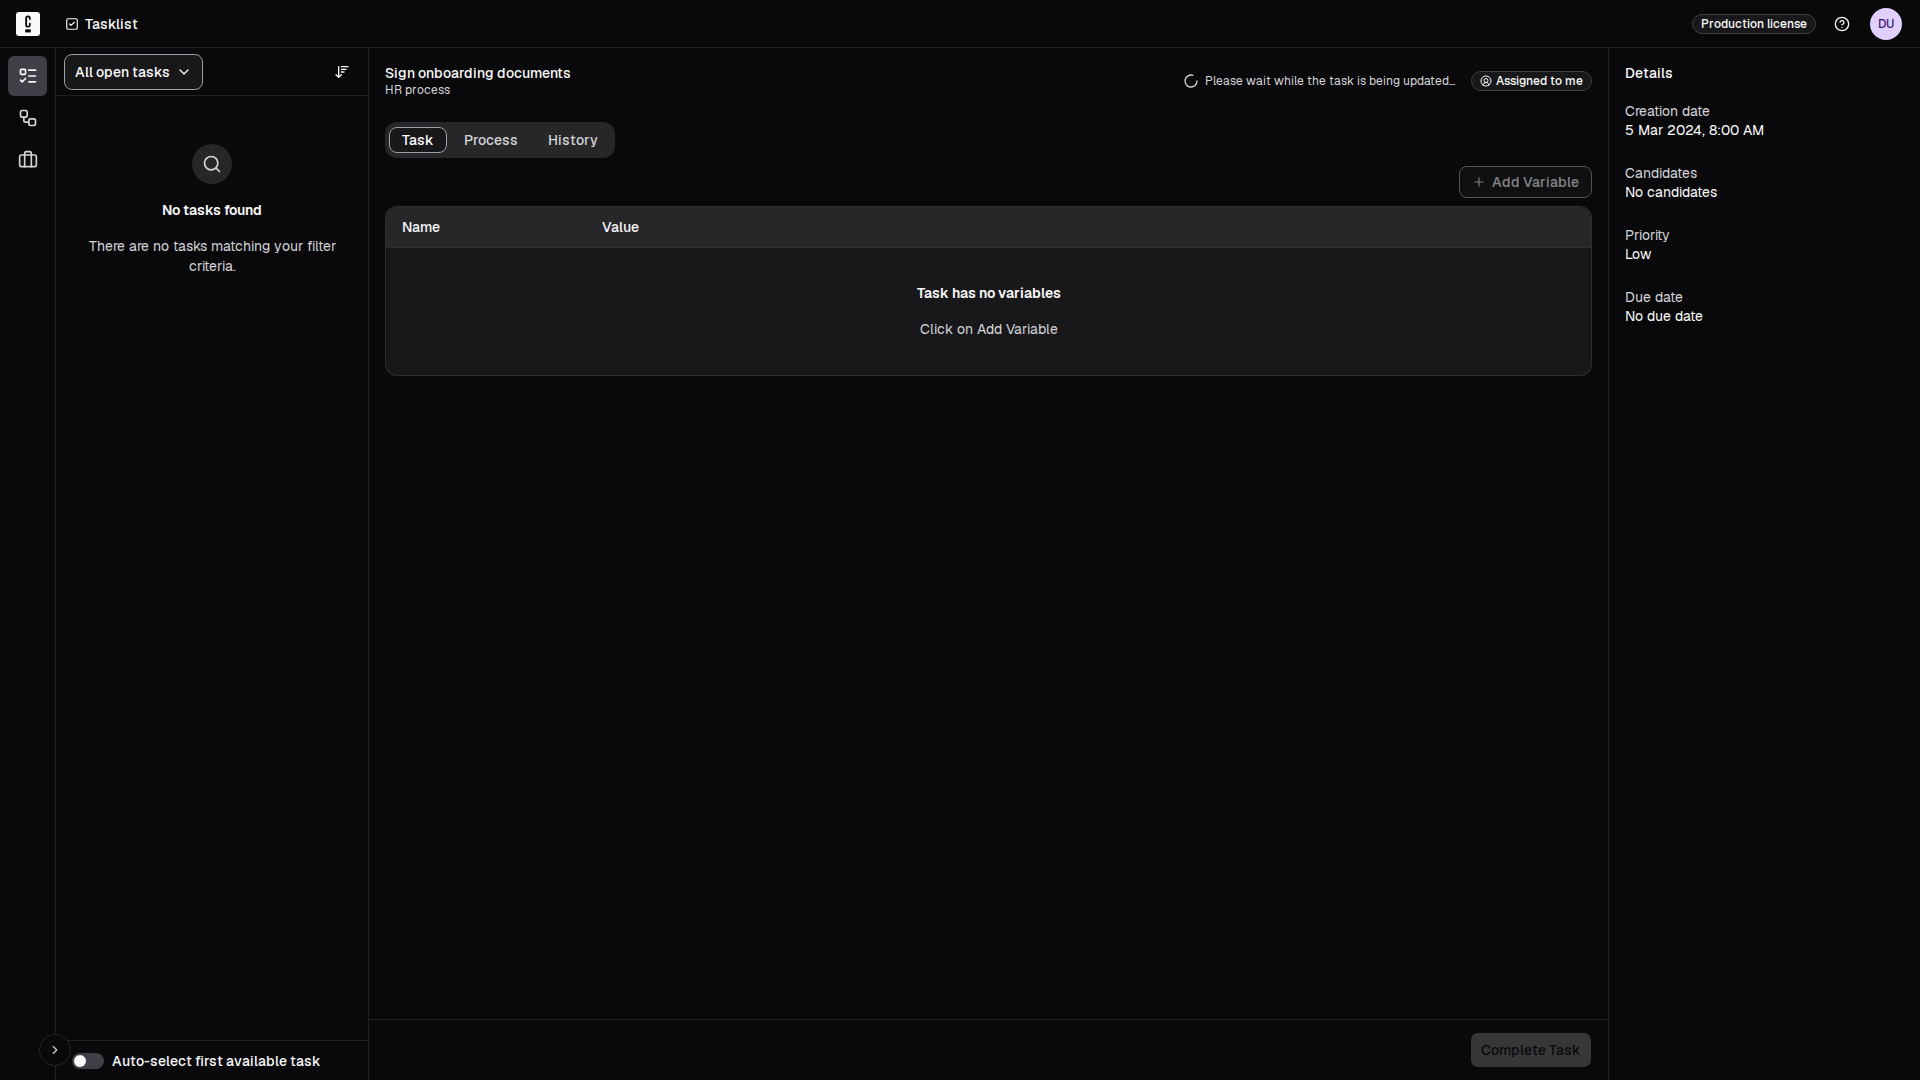 Tasklist
Production license
DU
All open tasks
No tasks found
There are no tasks matching your filter
criteria.
Auto-select first available task
Sign onboarding documents
HR process
Please wait while the task is being updated...
Assigned to me
Task
Process
History
Add Variable
Name
Value
Task has no variables
Click on Add Variable
Complete Task
Details
Creation date
5 Mar 2024, 8:00 AM
Candidates
No candidates
Priority
Low
Due date
No due date